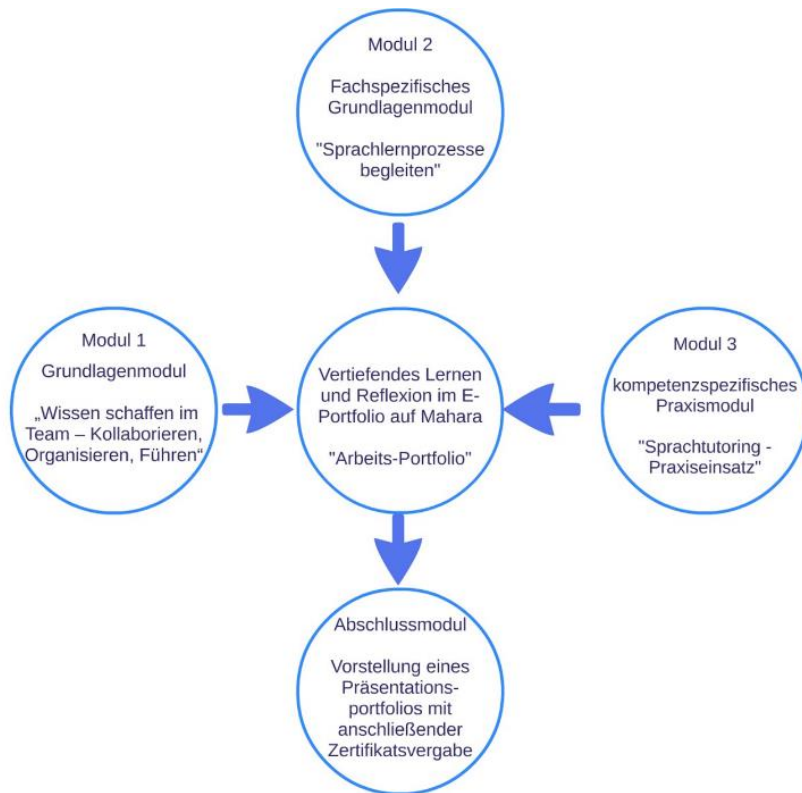 Modul 2
Fachspezifisches
Grundlagenmodul
"Sprachlernprozesse
begleiten"
Modul 1
Grundlagenmodul
„Wissen schaffen im
Team – Kollaborieren,
Organisieren, Führen“
Vertiefendes Lernen
und Reflexion im E-
Portfolio auf Mahara
"Arbeits-Portfolio"
Modul 3
kompetenzspezifisches
Praxismodul
"Sprachtutoring -
Praxiseinsatz"
Abschlussmodul
Vorstellung eines
Präsentations-
portfolios mit
anschließender
Zertifikatsvergabe